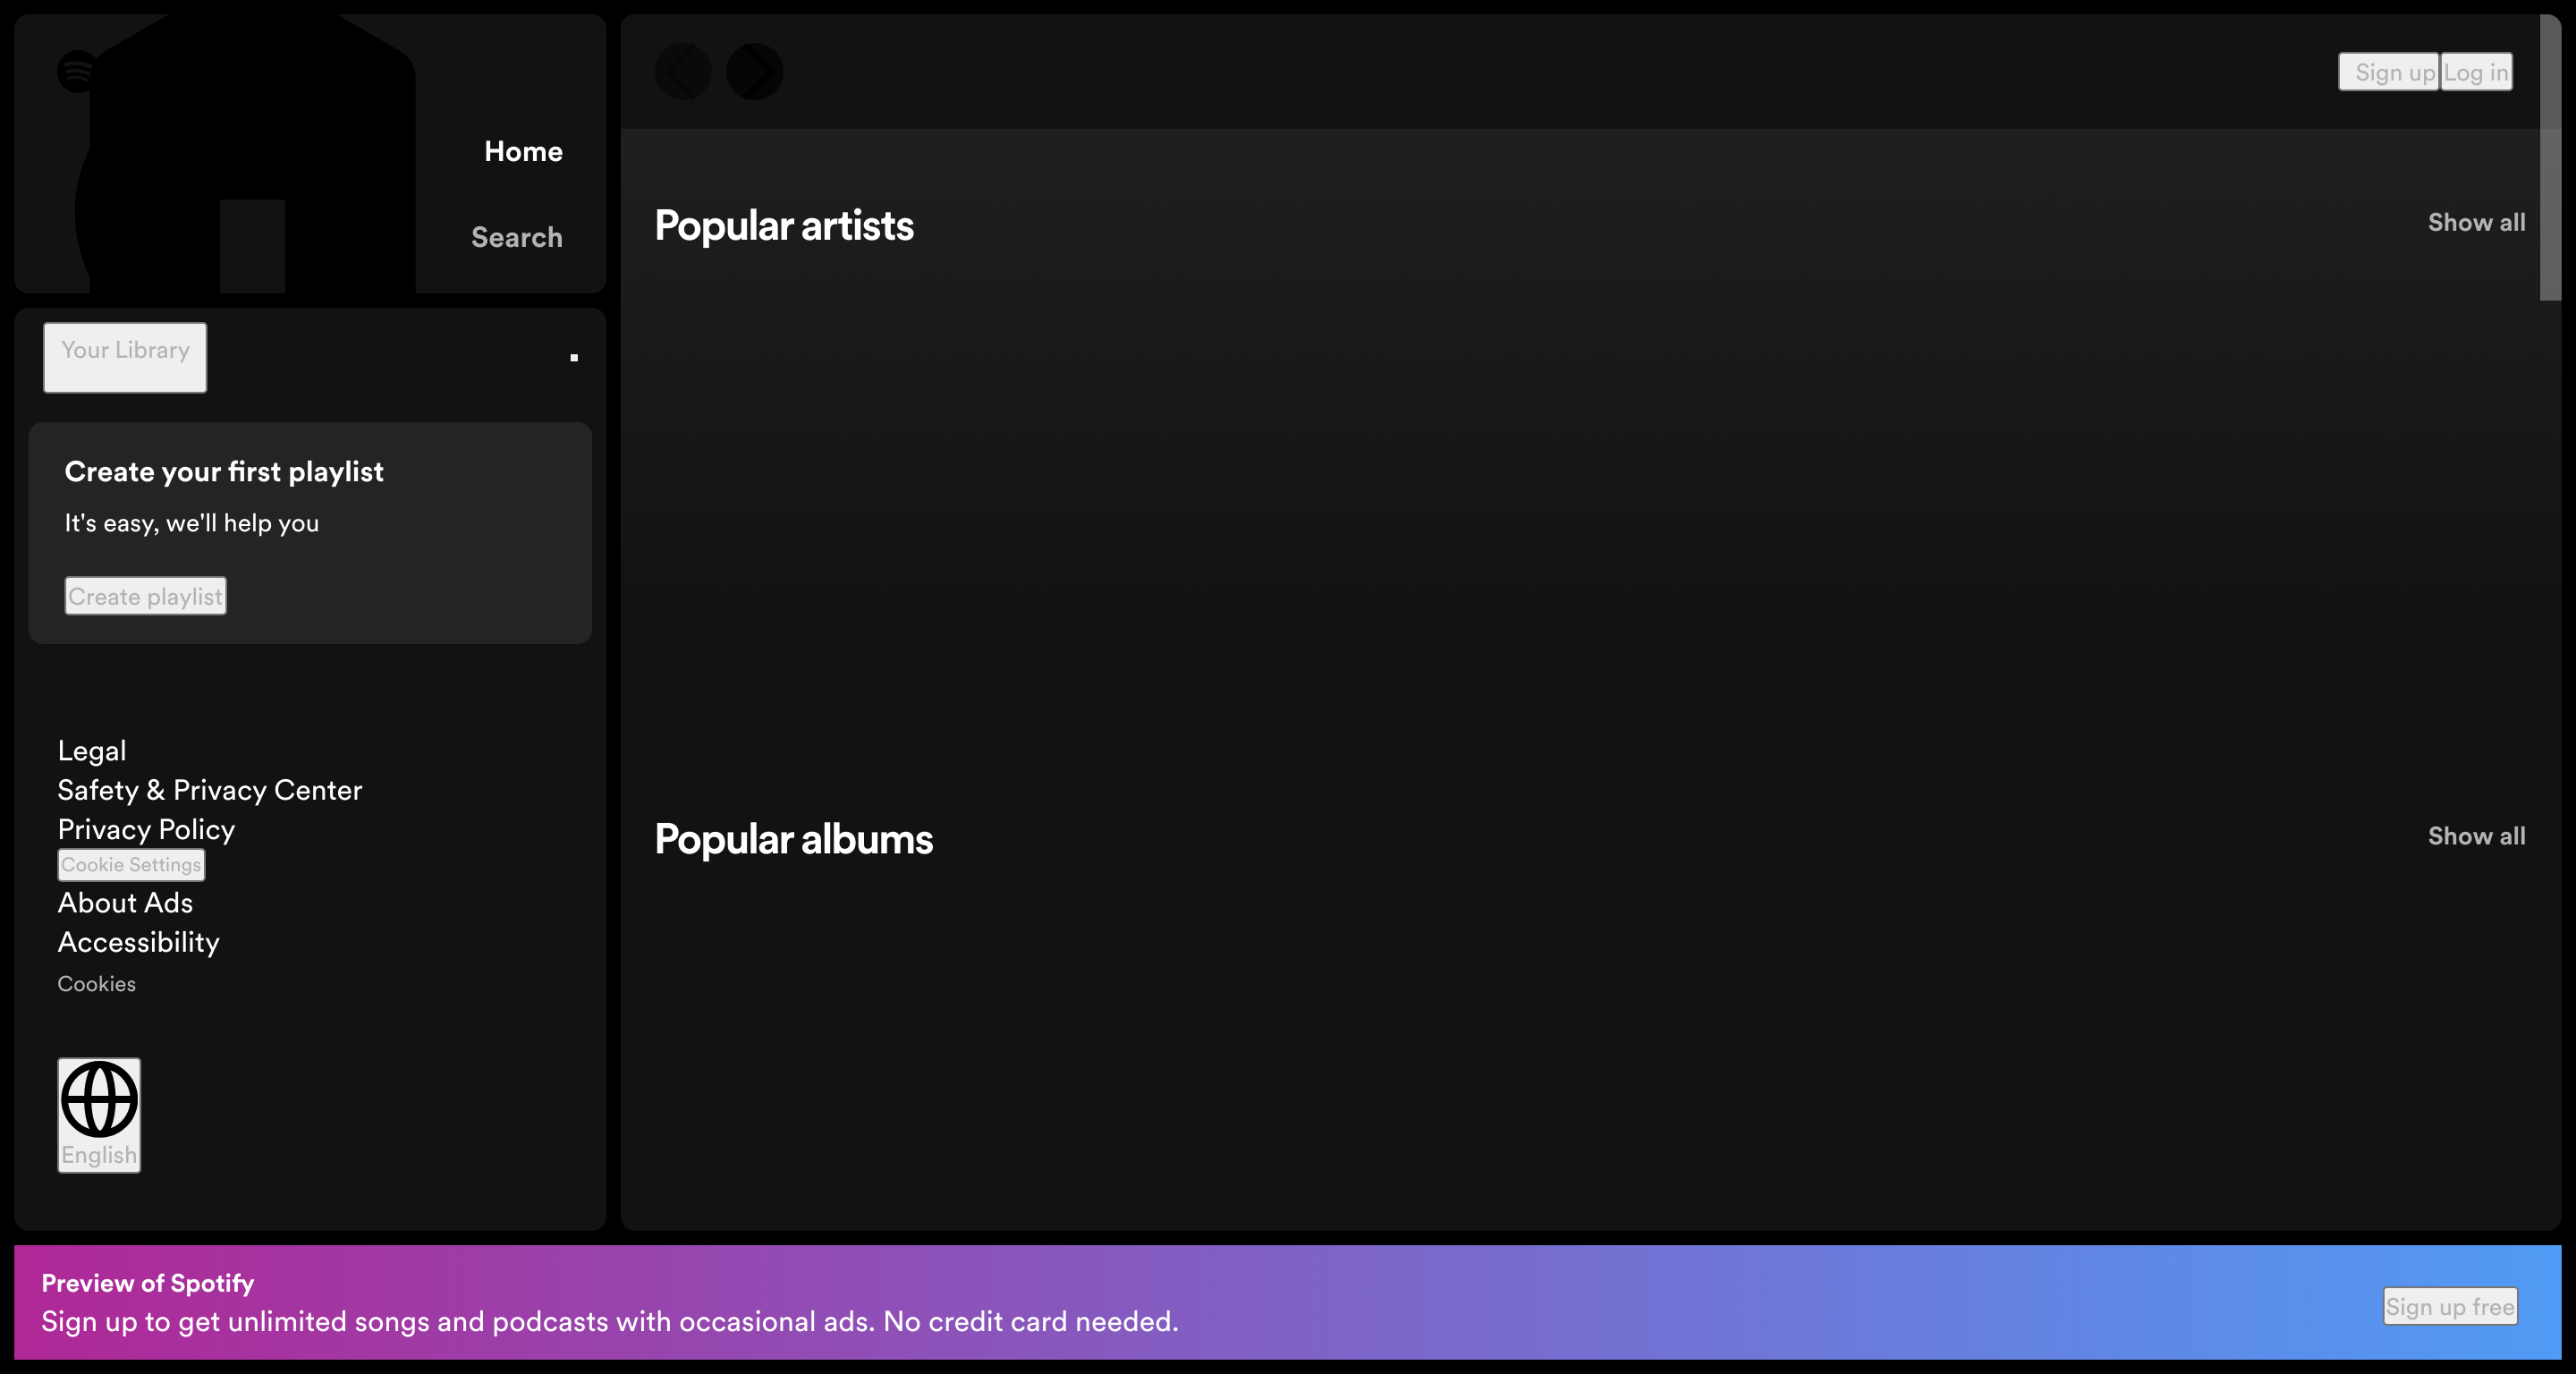 Home
Search
Your Library
Create your first playlist
It's easy, we'll help you
Create playlist
Legal
Safety & Privacy Center
Privacy Policy
Cookie Settings
About Ads
Accessibility
Cookies
English
Sign up
Log in
Popular artists
Show all
Popular albums
Show all
Preview of Spotify
Sign up to get unlimited songs and podcasts with occasional ads. No credit card needed.
Sign up free